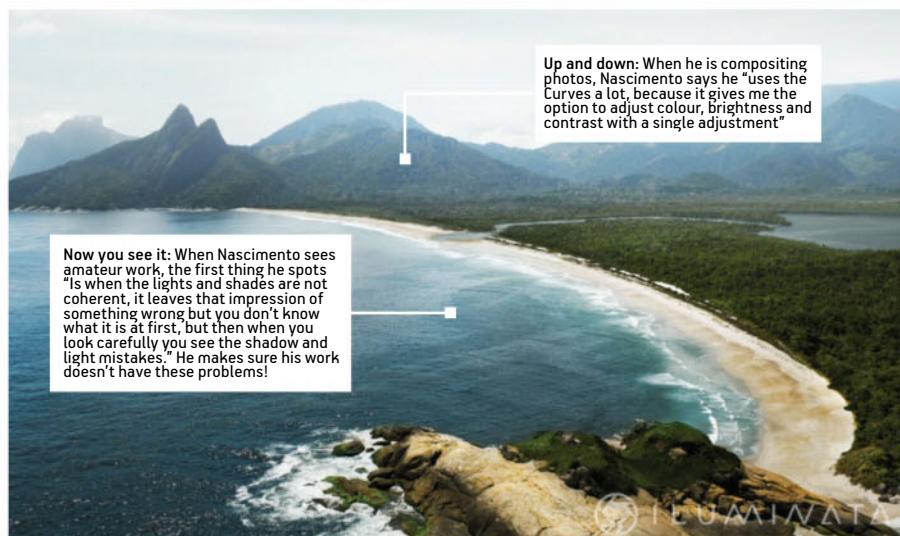 Up and down: When he is compositing
photos, Nascimento says he “uses the
Curves a lot, because it gives me the
option to adjust colour, brightness and
contrast with a single adjustment”
Now you see it: When Nascimento sees
amateur work, the first thing he spots
“Is when the lights and shades are not
coherent, it leaves that impression of
something wrong but you don’t know
what it is at first, but then when you
look carefully you see the shadow and
light mistakes.” He makes sure his work
doesn’t have these problems!
ILUMINATA